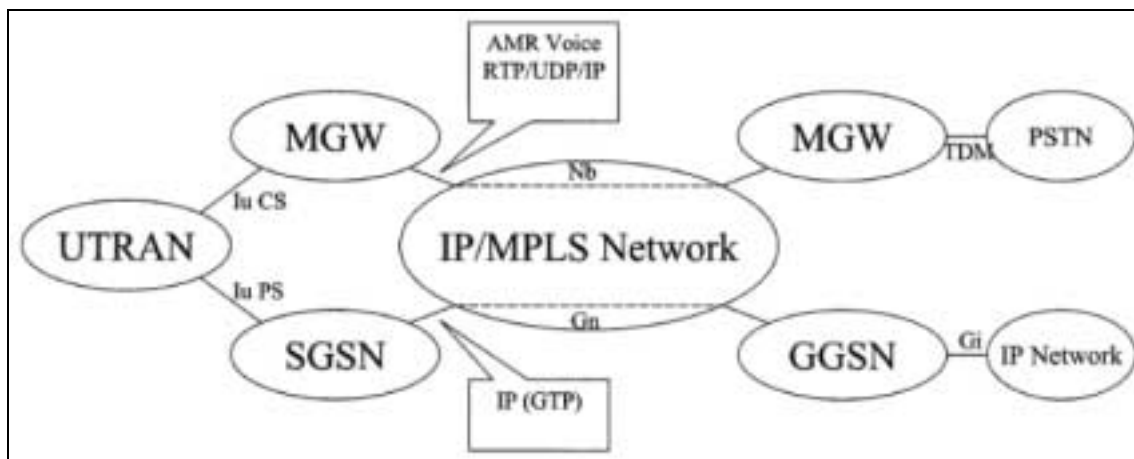 AMR Voice
RTP/UDP/IP
MGW
MGW
PSTN
TDM
Nb
Iu CS
UTRAN
IP/MPLS Network
Iu PS
Gn
SGSN
GGSN
Gi
IP Network
IP (GTP)